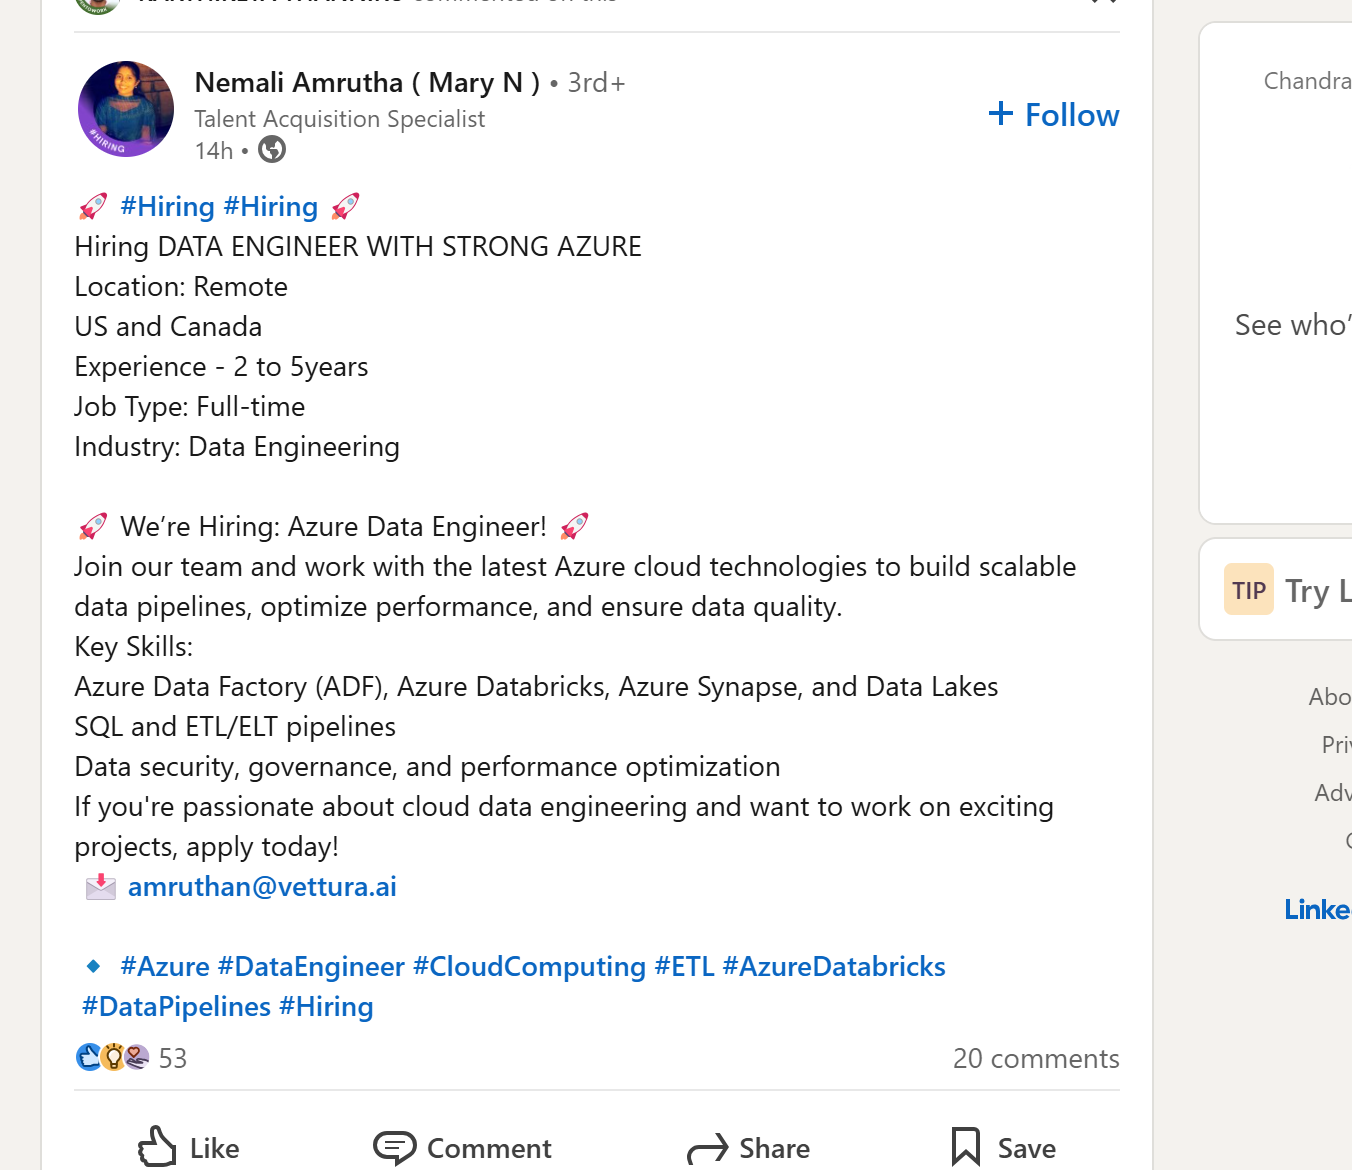 commented on this
Nemali Amrutha ( Mary N ) • 3rd+
Talent Acquisition Specialist
14h •
+ Follow
#HIRING
🚀 #Hiring #Hiring 🚀
Hiring DATA ENGINEER WITH STRONG AZURE
Location: Remote
US and Canada
Experience - 2 to 5years
Job Type: Full-time
Industry: Data Engineering
🚀 We’re Hiring: Azure Data Engineer! 🚀
Join our team and work with the latest Azure cloud technologies to build scalable
data pipelines, optimize performance, and ensure data quality.
Key Skills:
Azure Data Factory (ADF), Azure Databricks, Azure Synapse, and Data Lakes
SQL and ETL/ELT pipelines
Data security, governance, and performance optimization
If you're passionate about cloud data engineering and want to work on exciting
projects, apply today!
📩 amruthan@vettura.ai
🔹 #Azure #DataEngineer #CloudComputing #ETL #AzureDatabricks
#DataPipelines #Hiring
53
20 comments
Like
Comment
Share
Save
Chandra
See who’
TIP Try L
Abo
Pri
Adv
Linke